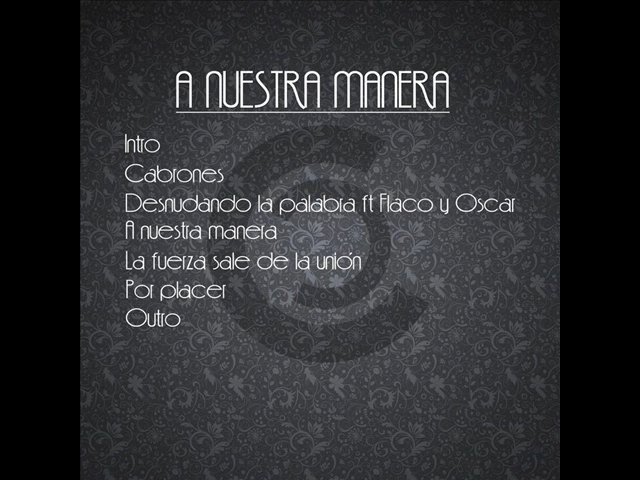 A NUESTRA MANERA
Intro
Cabrones
Desnudando la palabra ft Flaco y Oscar
A nuestra manera
La fuerza sale de la unión
Por placer
Outro